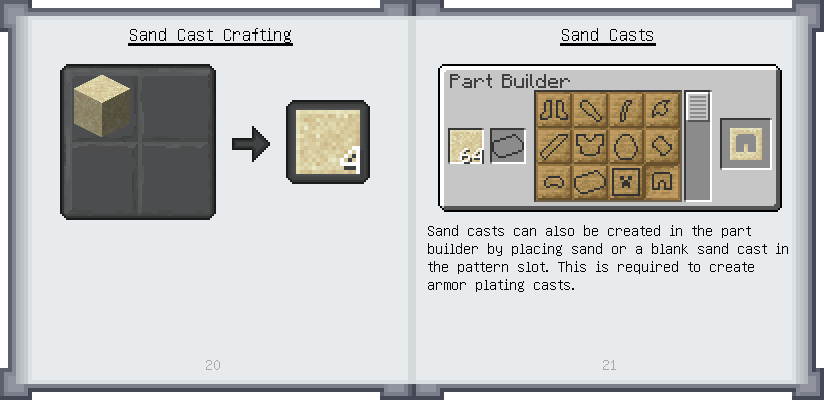 Sand Cast Crafting
4
20
Sand Casts
Part Builder
64
Sand casts can also be created in the part
builder by placing sand or a blank sand cast in
the pattern slot. This is required to create
armor plating casts.
21